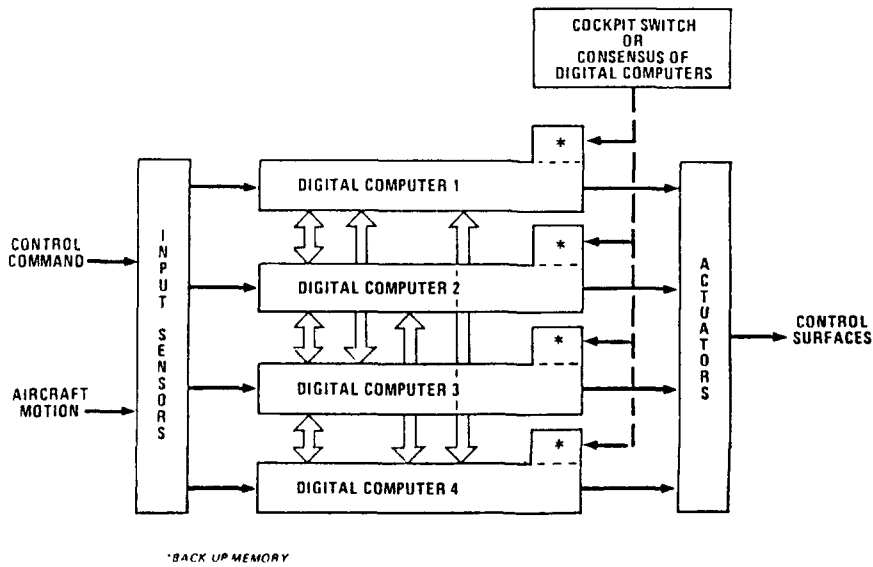 COCKPIT SWITCH
OR
CONSENSUS OF
DIGITAL COMPUTERS
*
DIGITAL COMPUTER 1
CONTROL
COMMAND
INPUT SENSORS
*
DIGITAL COMPUTER 2
ACTUATORS
CONTROL
SURFACES
*
DIGITAL COMPUTER 3
AIRCRAFT
MOTION
*
DIGITAL COMPUTER 4
*BACK UP MEMORY